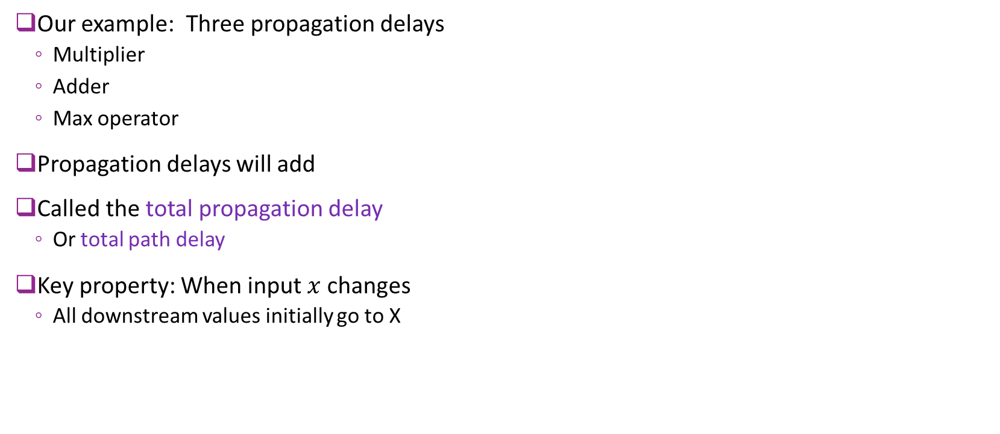 Our example: Three propagation delays
Multiplier
Adder
Max operator
Propagation delays will add
Called the total propagation delay
Or total path delay
Key property: When input x changes
All downstream values initially go to X